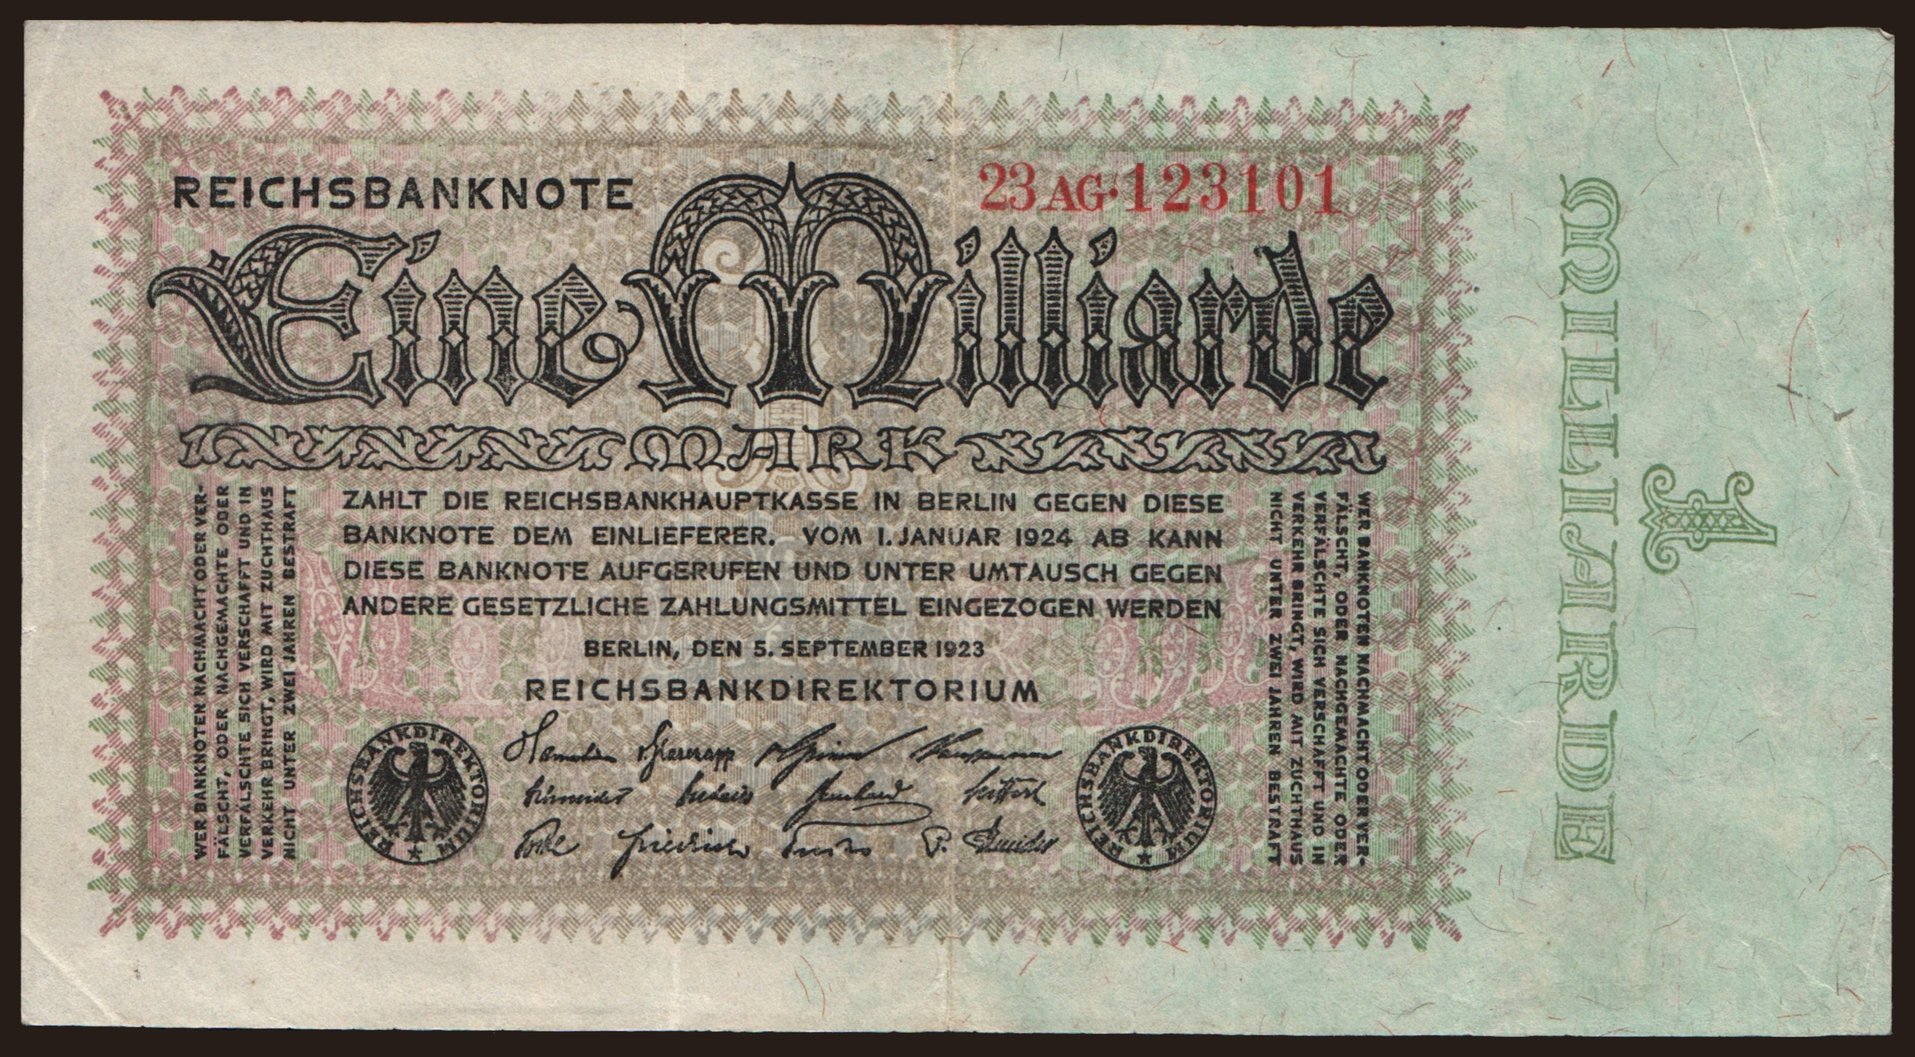 REICHSBANKNOTE
23AG·123101
Eine Milliarde
MARK
ZAHLT DIE REICHSBANKHAUPTKASSE IN BERLIN GEGEN DIESE
BANKNOTE DEM EINLIEFERER. VOM 1. JANUAR 1924 AB KANN
DIESE BANKNOTE AUFGERUFEN UND UNTER UMTAUSCH GEGEN
ANDERE GESETZLICHE ZAHLUNGSMITTEL EINGEZOGEN WERDEN
BERLIN, DEN 5. SEPTEMBER 1923
REICHSBANKDIREKTORIUM
REICHSBANKDIREKTORIUM
REICHSBANKDIREKTORIUM
WER BANKNOTEN NACHMACHT ODER VER-
FÄLSCHT, ODER NACHGEMACHTE ODER
VERFÄLSCHTE SICH VERSCHAFFT UND IN
VERKEHR BRINGT, WIRD MIT ZUCHTHAUS
NICHT UNTER ZWEI JAHREN BESTRAFT
WER BANKNOTEN NACHMACHT ODER VER-
FÄLSCHT, ODER NACHGEMACHTE ODER
VERFÄLSCHTE SICH VERSCHAFFT UND IN
VERKEHR BRINGT, WIRD MIT ZUCHTHAUS
NICHT UNTER ZWEI JAHREN BESTRAFT
MILLIARDE
1